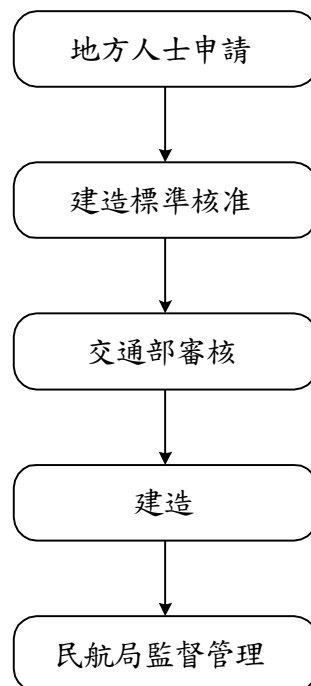 地方人士申請
建造標準核准
交通部審核
建造
民航局監督管理